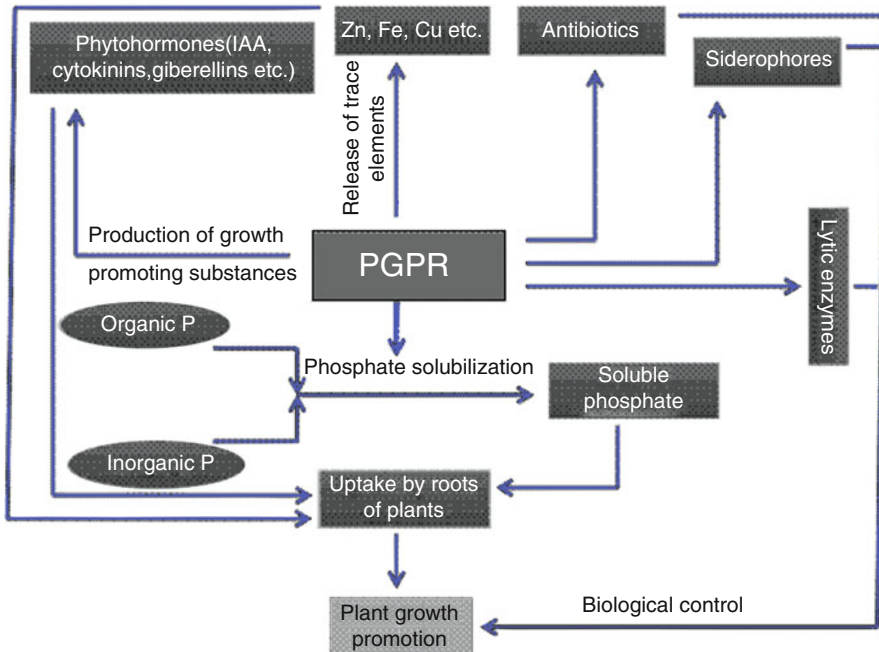 Phytohormones(IAA,
cytokinins,giberellins etc.)
Zn, Fe, Cu etc.
Antibiotics
Siderophores
Release of trace
elements
Production of growth
promoting substances
PGPR
Lytic enzymes
Organic P
Phosphate solubilization
Soluble
phosphate
Inorganic P
Uptake by roots
of plants
Plant growth
promotion
Biological control